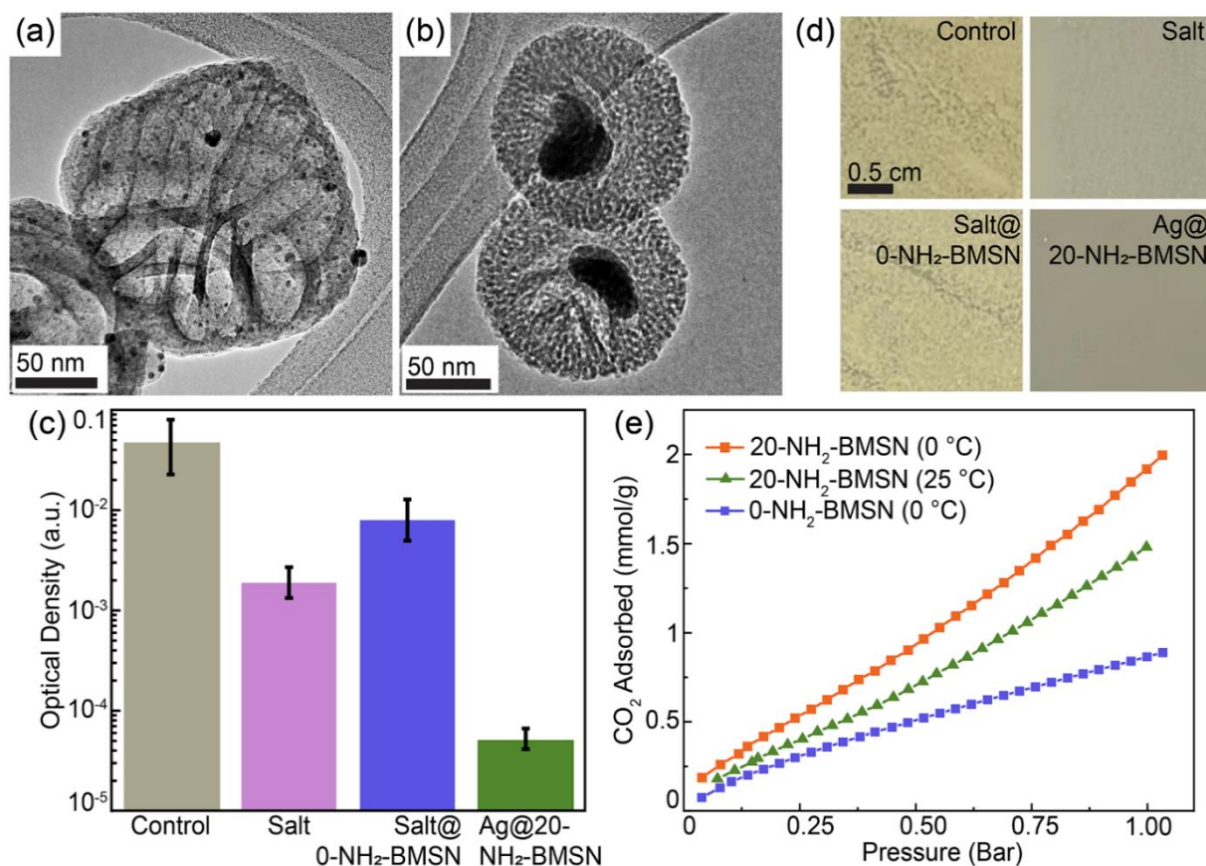 (a)
50 nm
(b)
50 nm
(d)
Control
Salt
0.5 cm
Salt@
0-NH₂-BMSN
Ag@
20-NH₂-BMSN
(c)
Optical Density (a.u.)
0.1
10⁻²
10⁻³
10⁻⁴
10⁻⁵
Control
Salt
Salt@
0-NH₂-BMSN
Ag@20-
NH₂-BMSN
(e)
20-NH₂-BMSN (0 °C)
20-NH₂-BMSN (25 °C)
0-NH₂-BMSN (0 °C)
CO₂ Adsorbed (mmol/g)
2
1.5
1
0.5
0
0
0.25
0.50
0.75
1.00
Pressure (Bar)